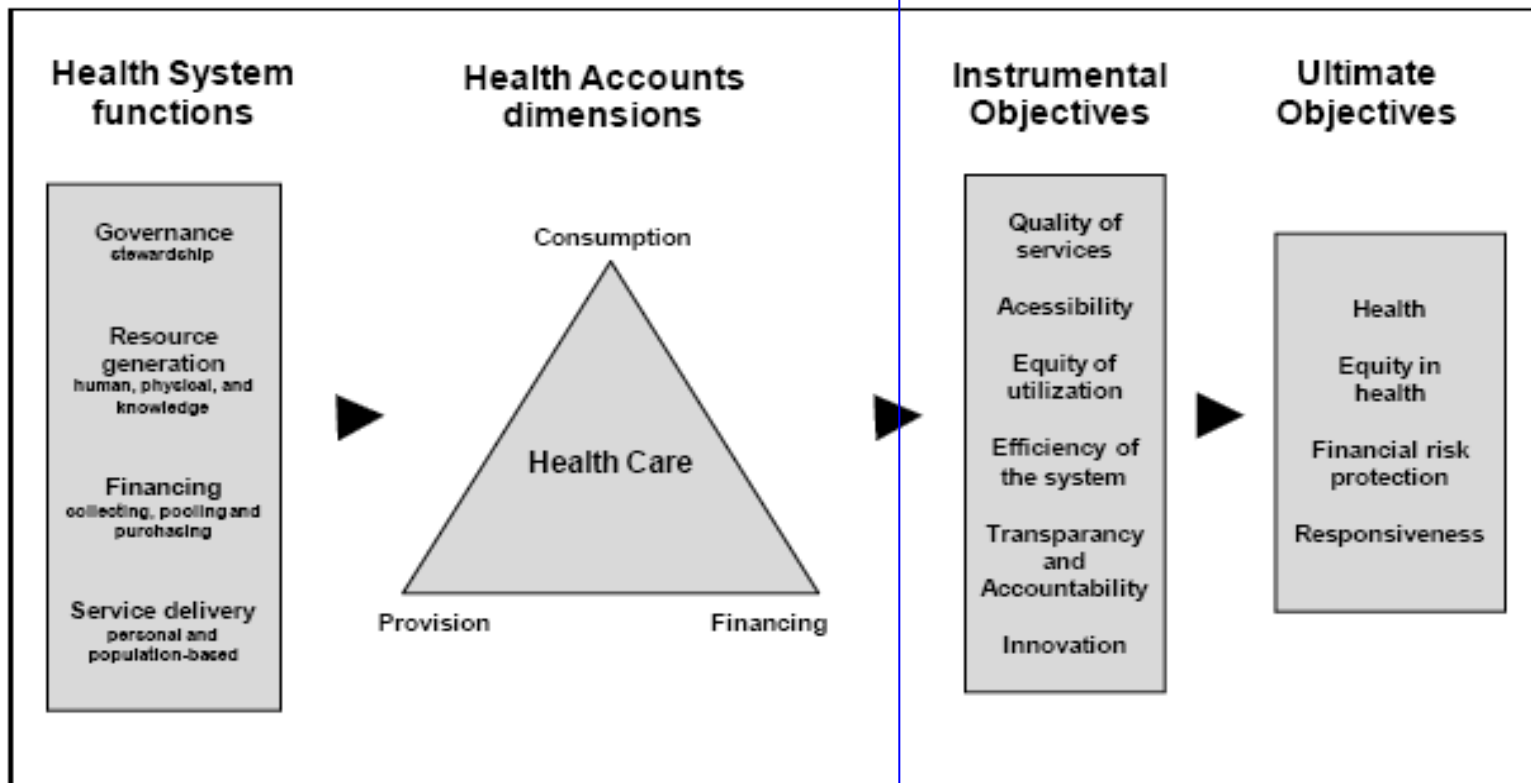 Health System
functions
Governance
stewardship
Resource
generation
human, physical, and
knowledge
Financing
collecting, pooling and
purchasing
Service delivery
personal and
population-based
Health Accounts
dimensions
Consumption
Health Care
Provision
Financing
Instrumental
Objectives
Quality of
services
Acessibility
Equity of
utilization
Efficiency of
the system
Transparancy
and
Accountability
Innovation
Ultimate
Objectives
Health
Equity in
health
Financial risk
protection
Responsiveness